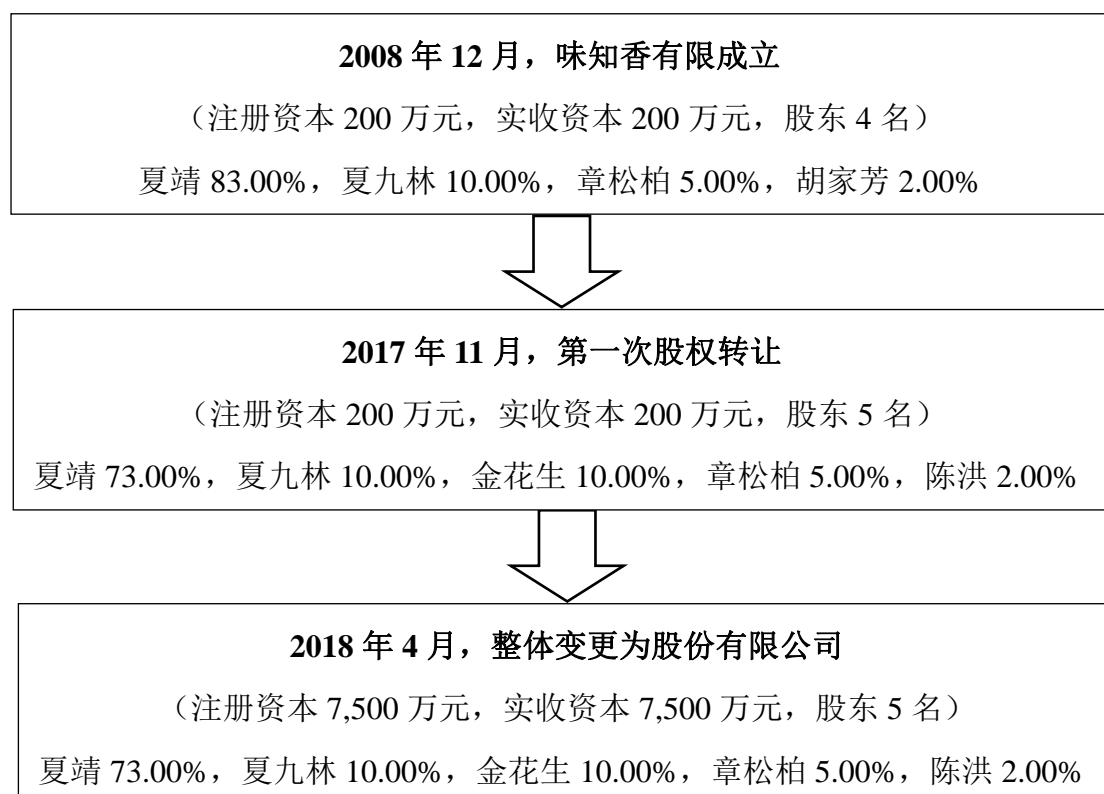 2008 年 12 月，味知香有限成立
（注册资本 200 万元，实收资本 200 万元，股东 4 名）
夏靖 83.00%，夏九林 10.00%，章松柏 5.00%，胡家芳 2.00%
2017 年 11 月，第一次股权转让
（注册资本 200 万元，实收资本 200 万元，股东 5 名）
夏靖 73.00%，夏九林 10.00%，金花生 10.00%，章松柏 5.00%，陈洪 2.00%
2018 年 4 月，整体变更为股份有限公司
（注册资本 7,500 万元，实收资本 7,500 万元，股东 5 名）
夏靖 73.00%，夏九林 10.00%，金花生 10.00%，章松柏 5.00%，陈洪 2.00%